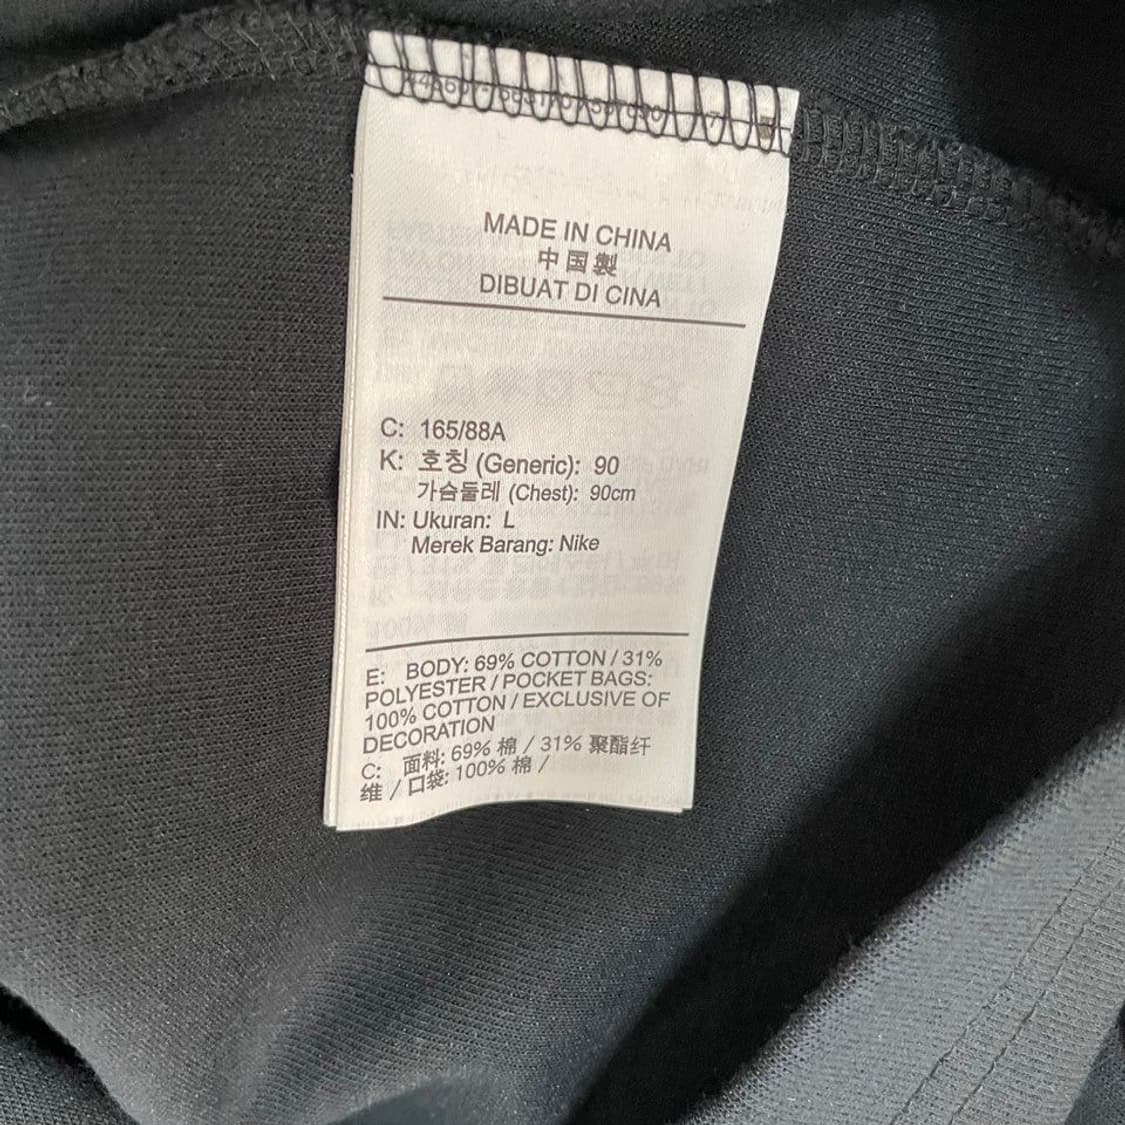 MADE IN CHINA
中国製
DIBUAT DI CINA
C: 165/88A
K: 호칭 (Generic): 90
가슴둘레 (Chest): 90cm
IN: Ukuran: L
Merek Barang: Nike
E: BODY: 69% COTTON / 31%
POLYESTER / POCKET BAGS:
100% COTTON / EXCLUSIVE OF
DECORATION
C: 面料: 69% 棉 / 31% 聚酯纤
维 / 口袋: 100% 棉 /